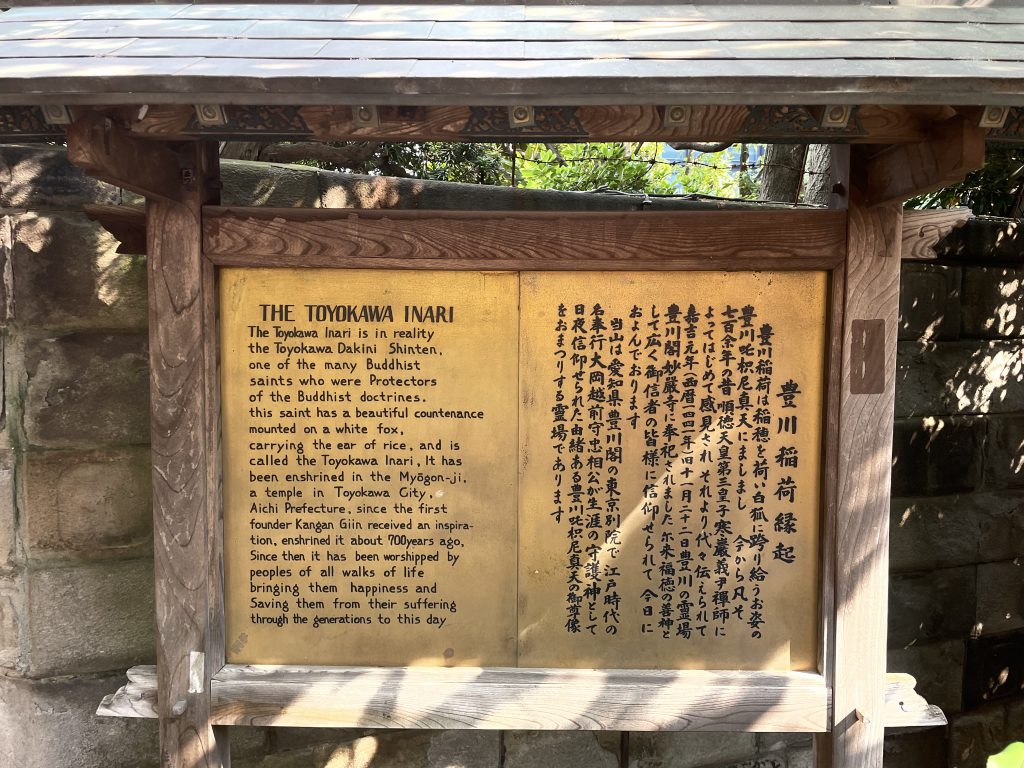 THE TOYOKAWA INARI
The Toyokawa Inari is in reality
the Toyokawa Dakini Shinten,
one of the many Buddhist
saints who were Protectors
of the Buddhist doctrines.
this saint has a beautiful countenance
mounted on a white fox,
carrying the ear of rice, and is
called the Toyokawa Inari, It has
been enshrined in the Myōgon-ji,
a temple in Toyokawa City,
Aichi Prefecture, since the first
founder Kangan Giin received an inspira-
tion, enshrined it about 700years ago,
Since then it has been worshipped by
peoples of all walks of life
bringing them happiness and
Saving them from their suffering
through the generations to this day
豊川稲荷縁起
豊川稲荷は稲穂を荷い白狐に跨り給うお姿の
豊川吒枳尼真天にましまし 今から凡そ
七百余年の昔 順徳天皇第三皇子 寒巖義尹禅師に
よってはじめて感見され それより代々伝えられて
嘉吉元年(西暦一四四一年)十一月二十二日豊川の霊場
豊川閣妙厳寺に奉祀されました 尓来福徳の善神と
して広く御信者の皆様に信仰せられて 今日に
およんでおります
当山は愛知県豊川閣の東京別院で 江戸時代の
名奉行大岡越前守忠相公が生涯の守護神として
日夜信仰せられた由緒ある豊川吒枳尼真天の御尊像
をおまつりする霊場であります